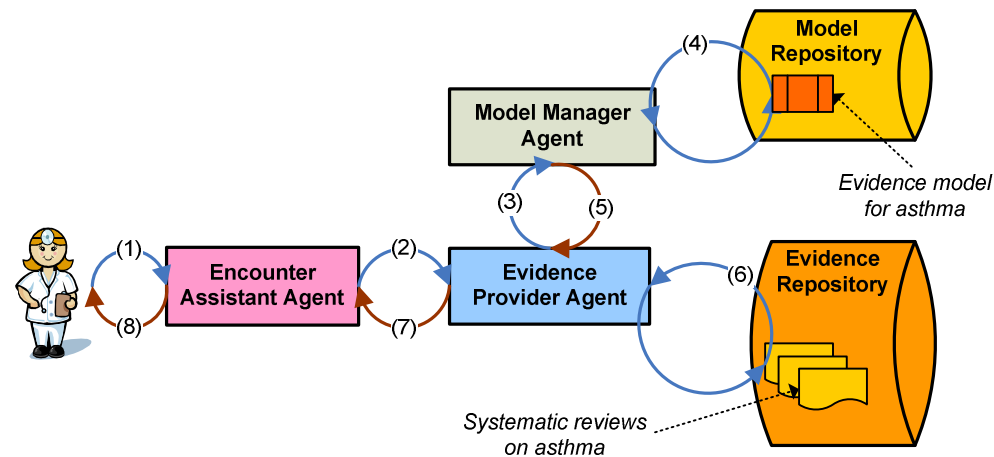 (4)
Model
Repository
Model Manager
Agent
Evidence model
for asthma
(3)
(5)
(1)
(2)
Encounter
Assistant Agent
Evidence
Provider Agent
(6)
Evidence
Repository
(8)
(7)
Systematic reviews
on asthma